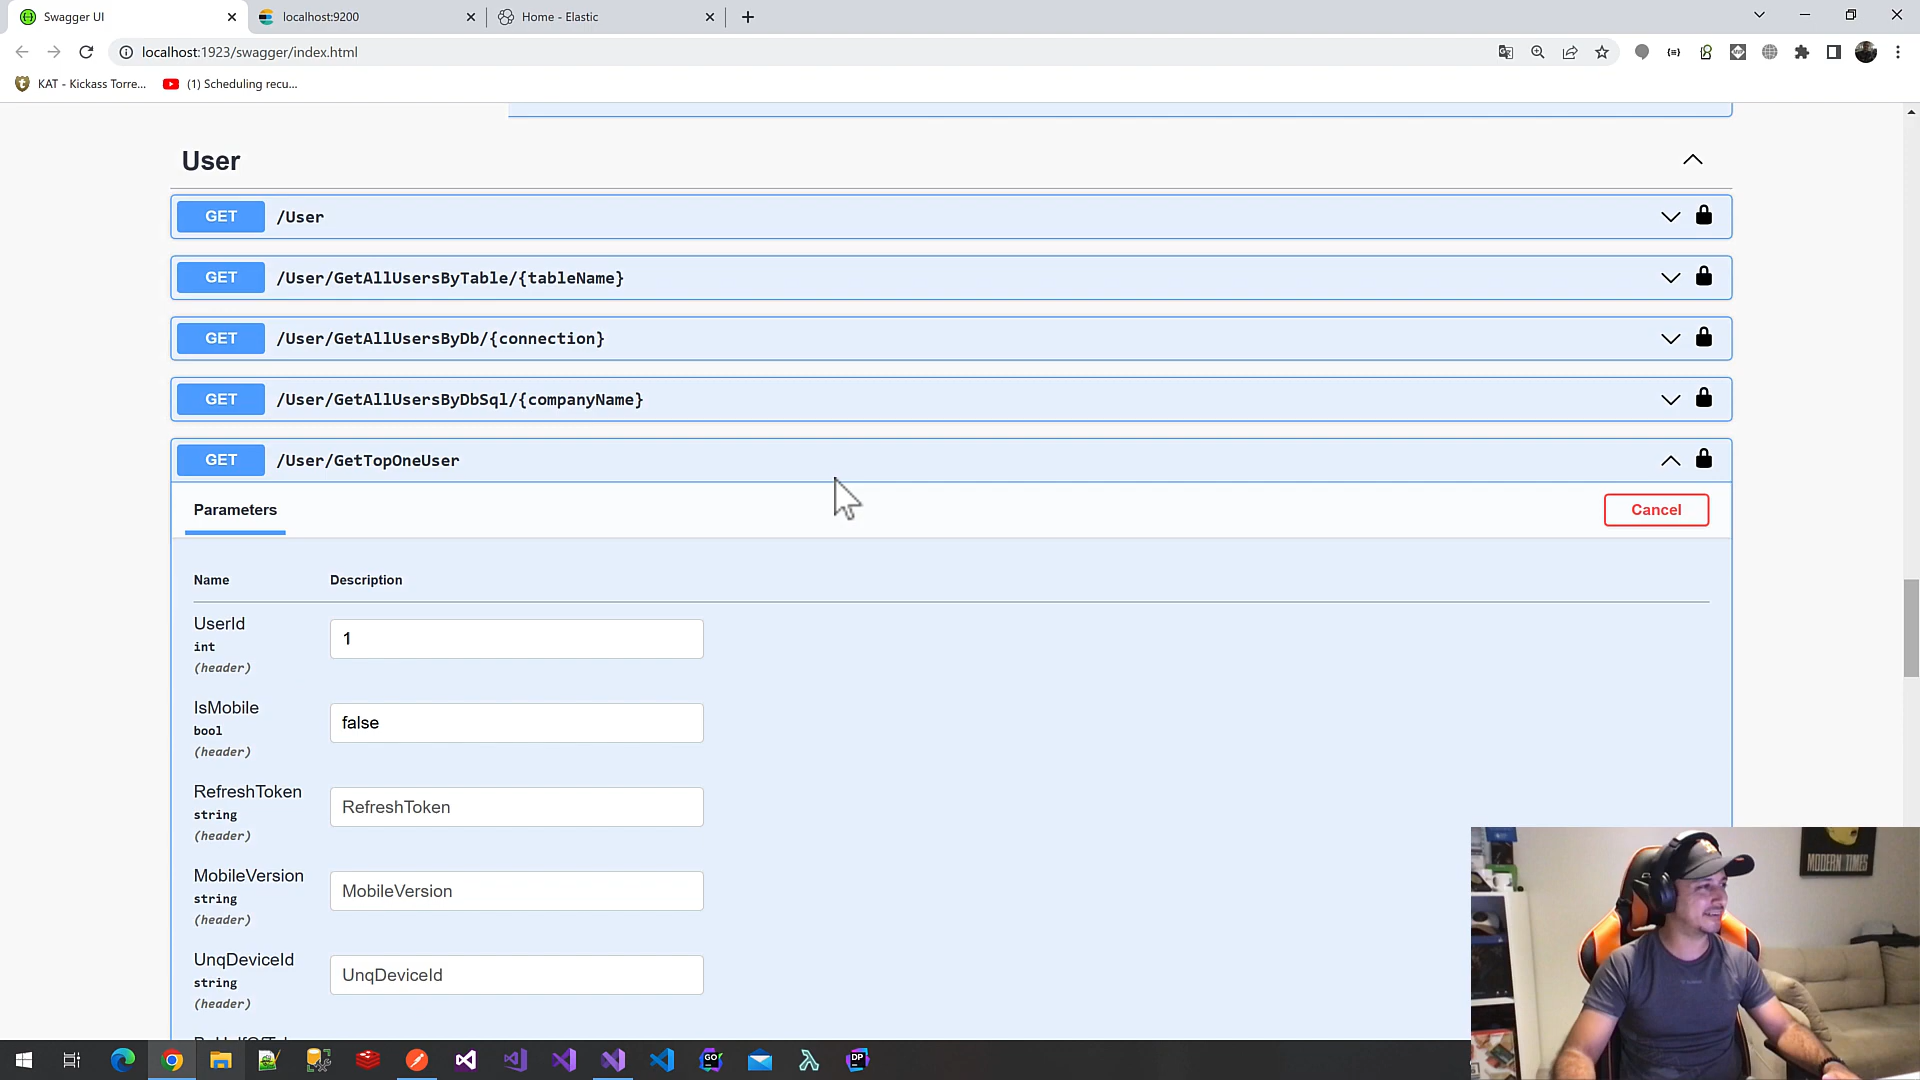 Swagger UI
localhost:9200
Home - Elastic
localhost:1923/swagger/index.html
KAT - Kickass Torre...
(1) Scheduling recu...
User
GET /User
GET /User/GetAllUsersByTable/{tableName}
GET /User/GetAllUsersByDb/{connection}
GET /User/GetAllUsersByDbSql/{companyName}
GET /User/GetTopOneUser
Parameters
Cancel
Name Description
UserId
int
(header)
1
IsMobile
bool
(header)
false
RefreshToken
string
(header)
RefreshToken
MobileVersion
string
(header)
MobileVersion
UnqDeviceId
string
(header)
UnqDeviceId
MODERN TIMES
GO
DP